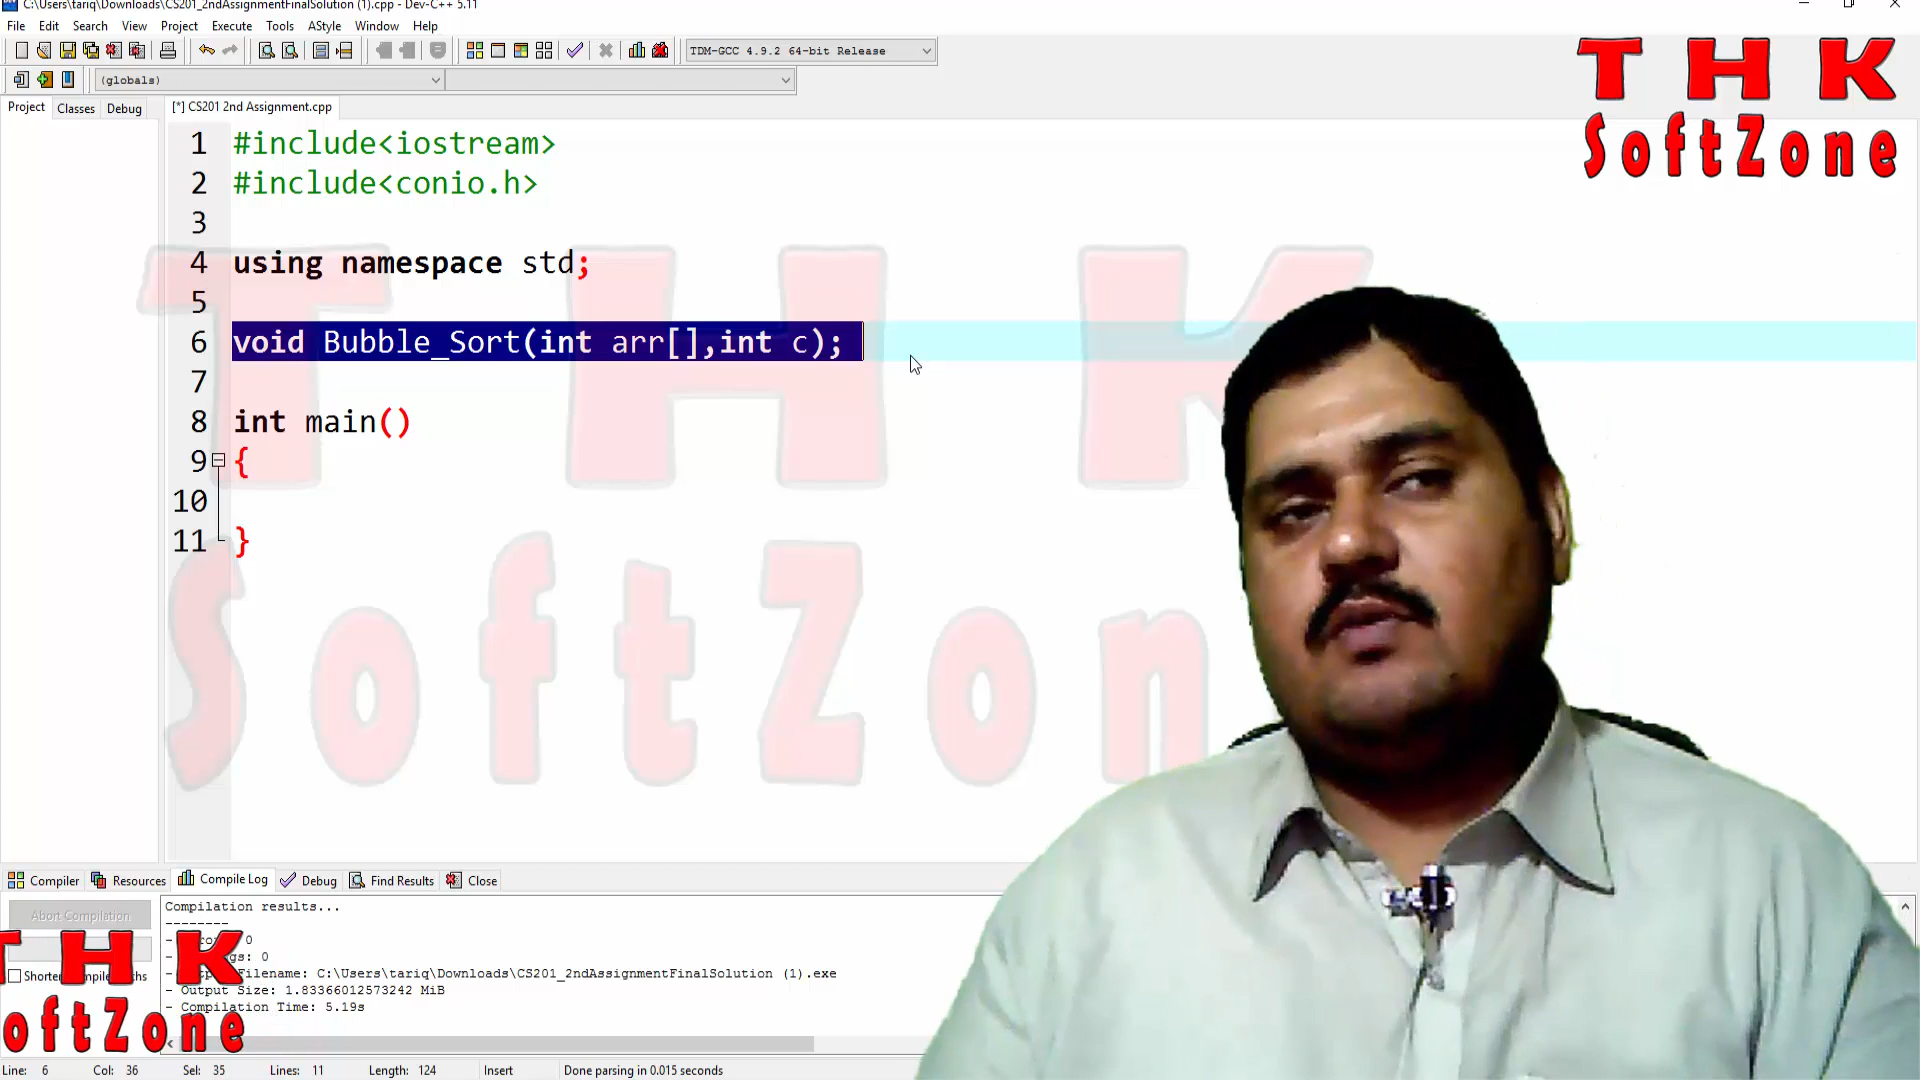 C:\Users\tariq\Downloads\CS201_2ndAssignmentFinalSolution (1).cpp - Dev-C++ 5.11
File Edit Search View Project Execute Tools AStyle Window Help
TDM-GCC 4.9.2 64-bit Release
(globals)
Project Classes Debug
[*] CS201 2nd Assignment.cpp
T H K
SoftZone
1 #include<iostream>
2 #include<conio.h>
3
4 using namespace std;
5
6 void Bubble_Sort(int arr[],int c);
7
8 int main()
9 {
10
11 }
T H K
SoftZone
Compiler Resources Compile Log Debug Find Results Close
Abort Compilation
Compilation results...
--------
0
0
Filename: C:\Users\tariq\Downloads\CS201_2ndAssignmentFinalSolution (1).exe
- Output Size: 1.83366012573242 MiB
- Compilation Time: 5.19s
T H K
SoftZone
Line: 6 Col: 36 Sel: 35 Lines: 11 Length: 124 Insert Done parsing in 0.015 seconds